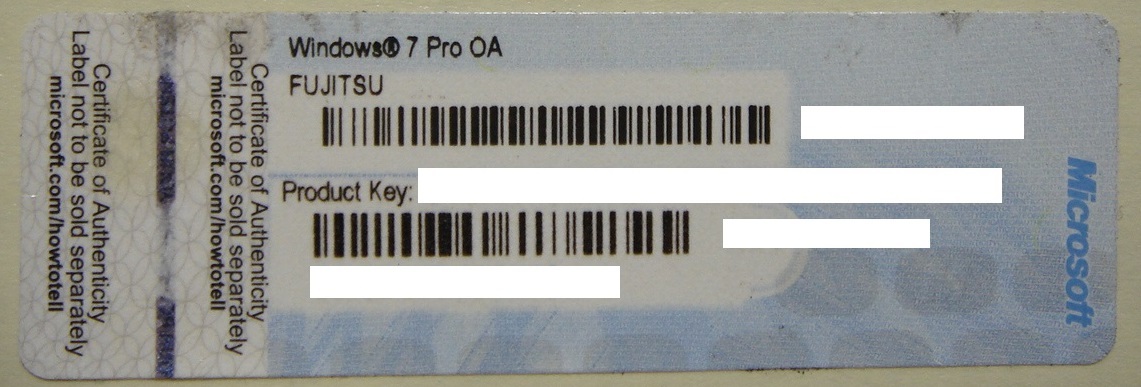 Certificate of Authenticity
Label not to be sold separately
microsoft.com/howtotell
Certificate of Authenticity
Label not to be sold separately
microsoft.com/howtotell
Windows® 7 Pro OA
FUJITSU
Product Key:
Microsoft